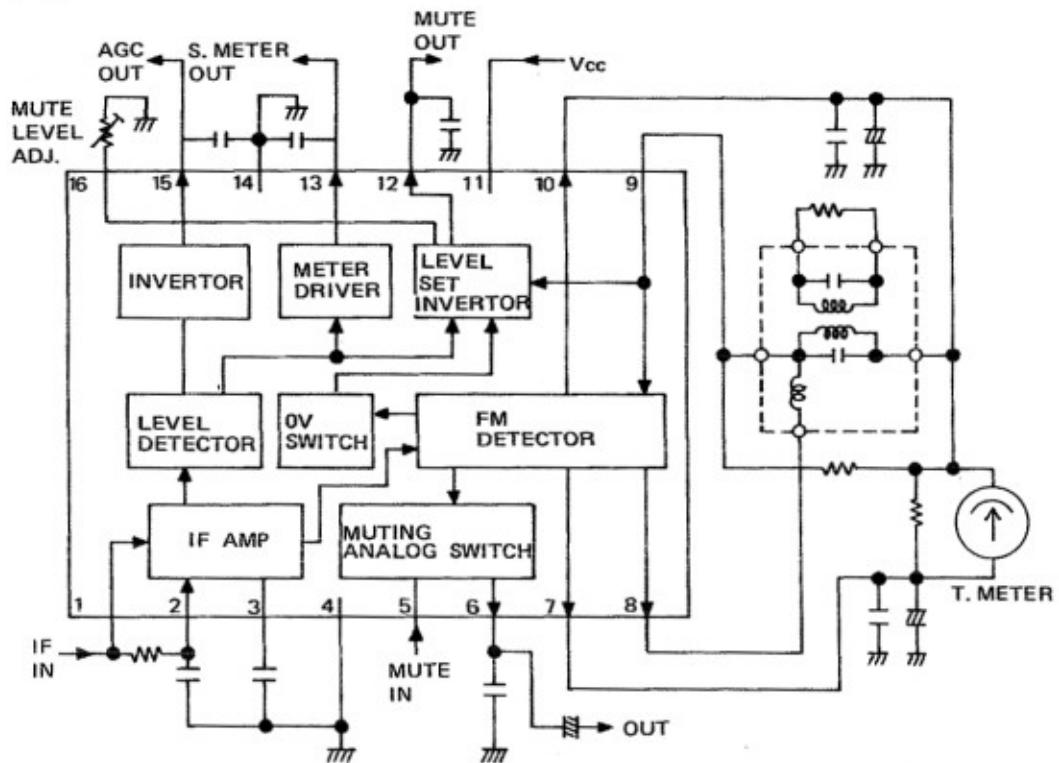 MUTE
OUT
AGC
OUT
S. METER
OUT
Vcc
MUTE
LEVEL
ADJ.
16
15
14
13
12
11
10
9
INVERTOR
METER
DRIVER
LEVEL
SET
INVERTOR
LEVEL
DETECTOR
0V
SWITCH
FM
DETECTOR
IF AMP
MUTING
ANALOG SWITCH
T. METER
1
2
3
4
5
6
7
8
IF
IN
MUTE
IN
OUT